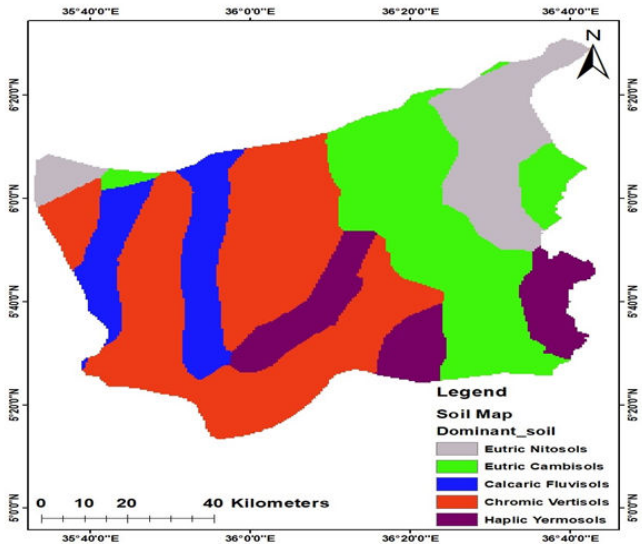 35°40'0"E 36°0'0"E 36°20'0"E 36°40'0"E
N
6°20'0"N 6°20'0"N
6°0'0"N 6°0'0"N
5°40'0"N 5°40'0"N
5°20'0"N 5°20'0"N
5°0'0"N 5°0'0"N
Legend
Soil Map
Dominant_soil
Eutric Nitosols
Eutric Cambisols
Calcaric Fluvisols
Chromic Vertisols
Haplic Yermosols
0 10 20 40 Kilometers
35°40'0"E 36°0'0"E 36°20'0"E 36°40'0"E